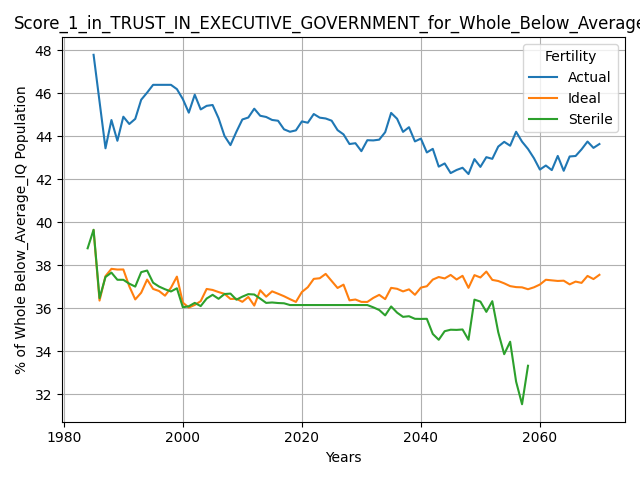 Score_1_in_TRUST_IN_EXECUTIVE_GOVERNMENT_for_Whole_Below_Average
Fertility
Actual
Ideal
Sterile
% of Whole Below_Average_IQ Population
48
46
44
42
40
38
36
34
32
1980
2000
2020
2040
2060
Years